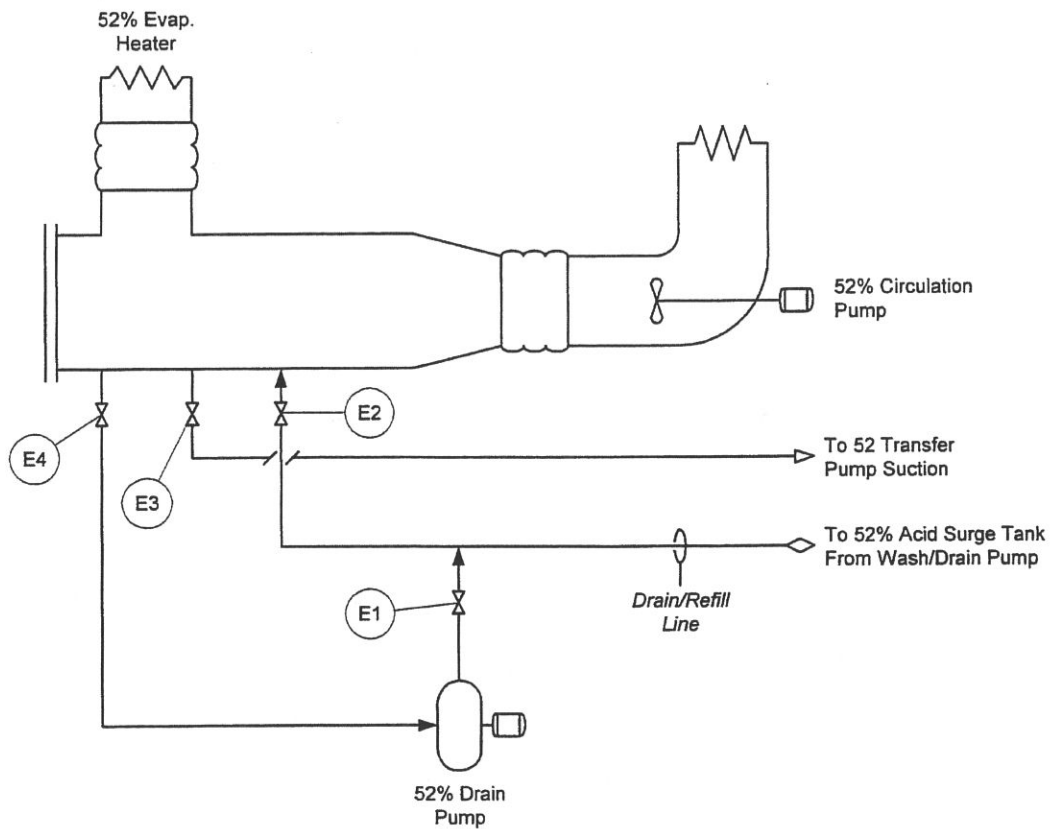 52% Evap.
Heater
52% Circulation
Pump
E2
E4
E3
To 52 Transfer
Pump Suction
To 52% Acid Surge Tank
From Wash/Drain Pump
Drain/Refill
Line
E1
52% Drain
Pump